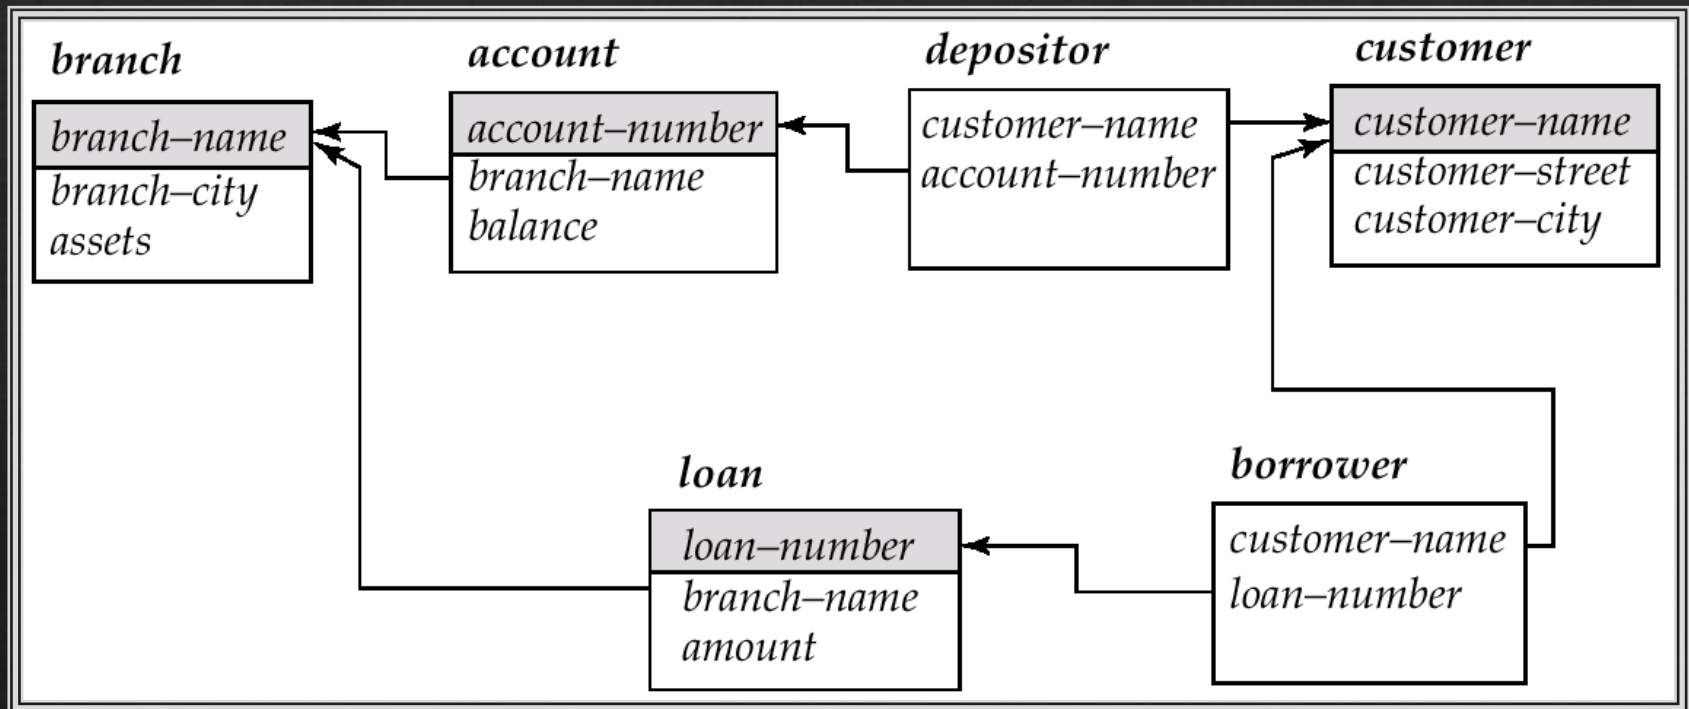 branch
branch–name
branch–city
assets
account
account–number
branch–name
balance
depositor
customer–name
account–number
customer
customer–name
customer–street
customer–city
loan
loan–number
branch–name
amount
borrower
customer–name
loan–number